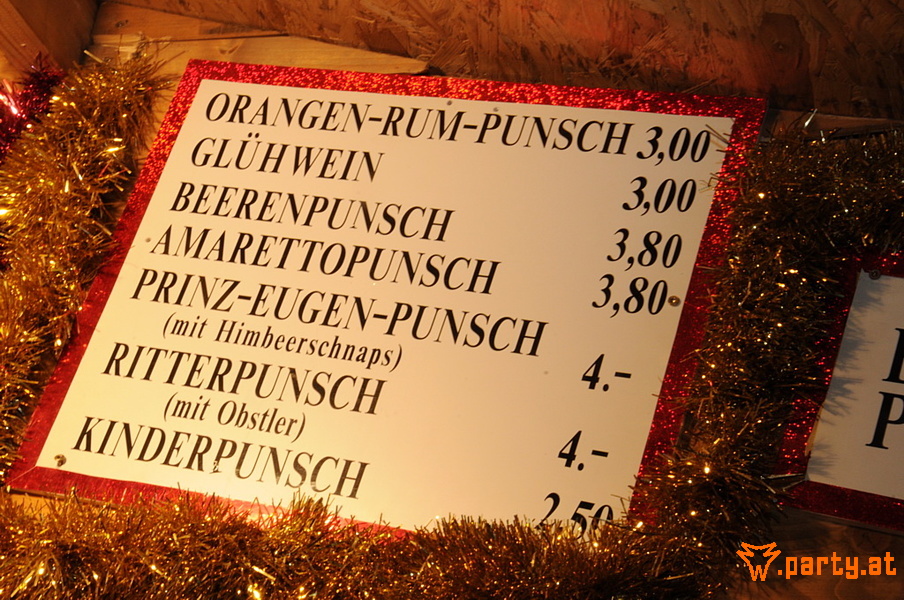 ORANGEN-RUM-PUNSCH 3,00
GLÜHWEIN 3,00
BEERENPUNSCH 3,80
AMARETTOPUNSCH 3,80
PRINZ-EUGEN-PUNSCH
(mit Himbeerschnaps) 4.-
RITTERPUNSCH
(mit Obstler) 4.-
KINDERPUNSCH 2,50
P
.party.at